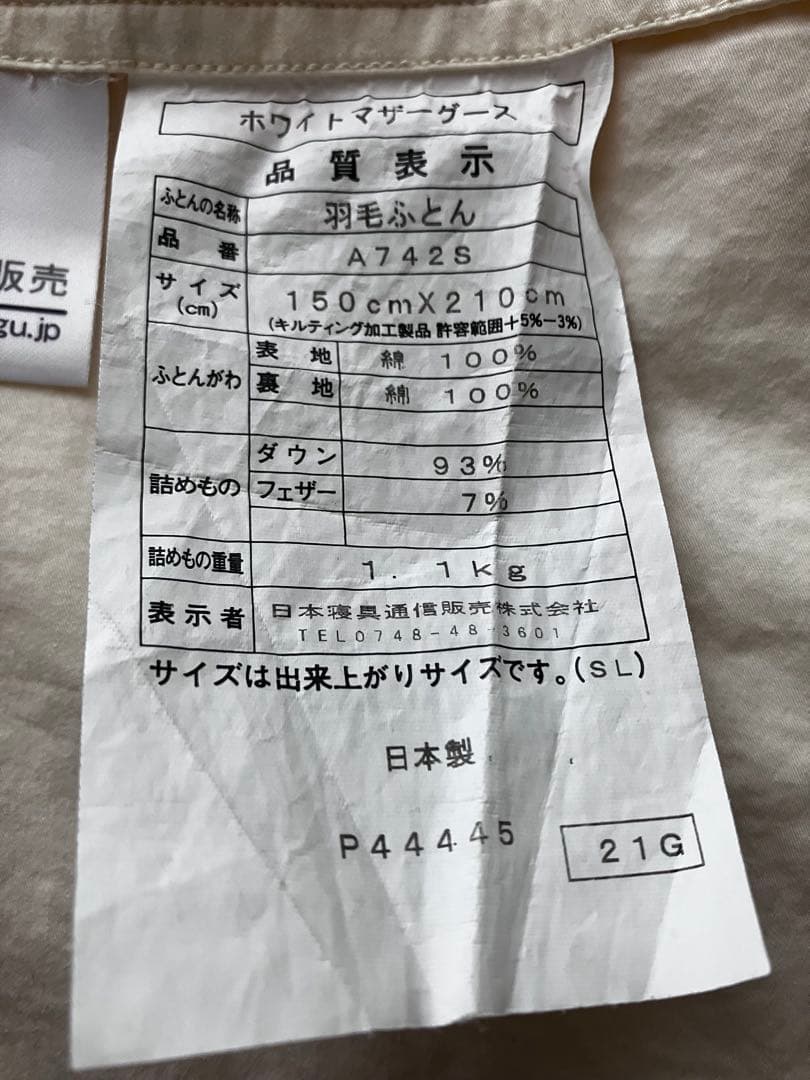 ホワイトマザーグース
品質表示
ふとんの名称 羽毛ふとん
品番 A742S
サイズ(cm) 150cmX210cm
(キルティング加工製品 許容範囲+5%-3%)
ふとんがわ 表地 綿 100%
裏地 綿 100%
詰めもの ダウン 93%
フェザー 7%
詰めもの重量 1.1kg
表示者 日本寝具通信販売株式会社
TEL0748-48-3601
サイズは出来上がりサイズです。(SL)
日本製
P44445 21G
販売
gu.jp